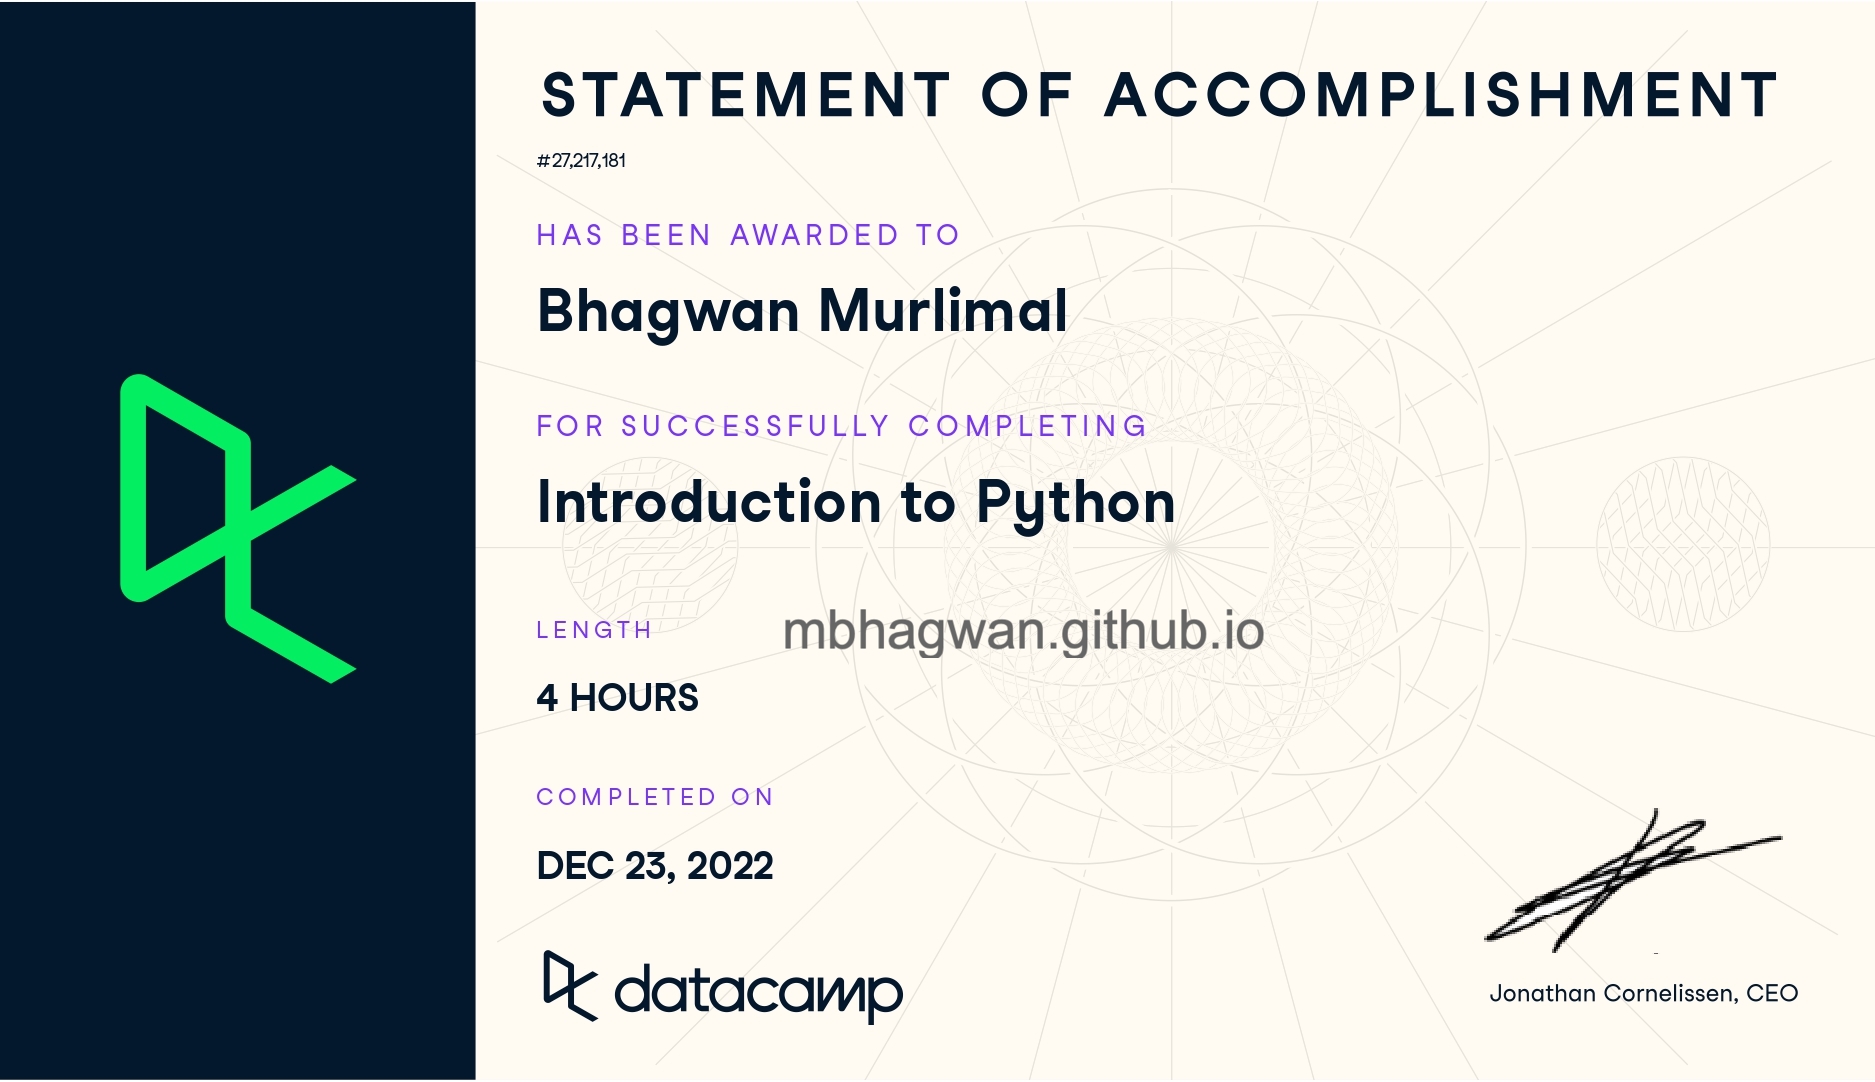 STATEMENT OF ACCOMPLISHMENT
#27,217,181
HAS BEEN AWARDED TO
Bhagwan Murlimal
FOR SUCCESSFULLY COMPLETING
Introduction to Python
LENGTH
mbhagwan.github.io
4 HOURS
COMPLETED ON
DEC 23, 2022
datacamp
Jonathan Cornelissen, CEO